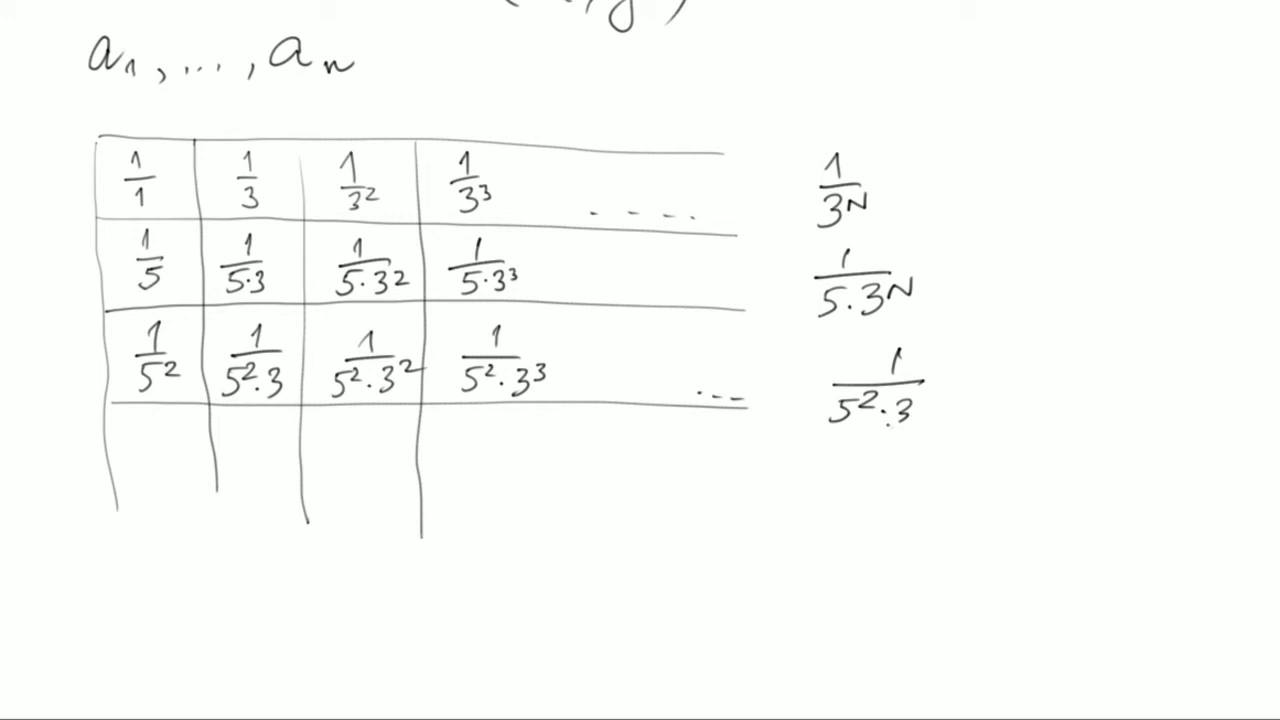 a₁, ..., aₙ
1/1 1/3 1/3² 1/3³ .... 1/3ᴺ
1/5 1/5·3 1/5·3² 1/5·3³ 1/5·3ᴺ
1/5² 1/5²·3 1/5²·3² 1/5²·3³ ... 1/5²·3